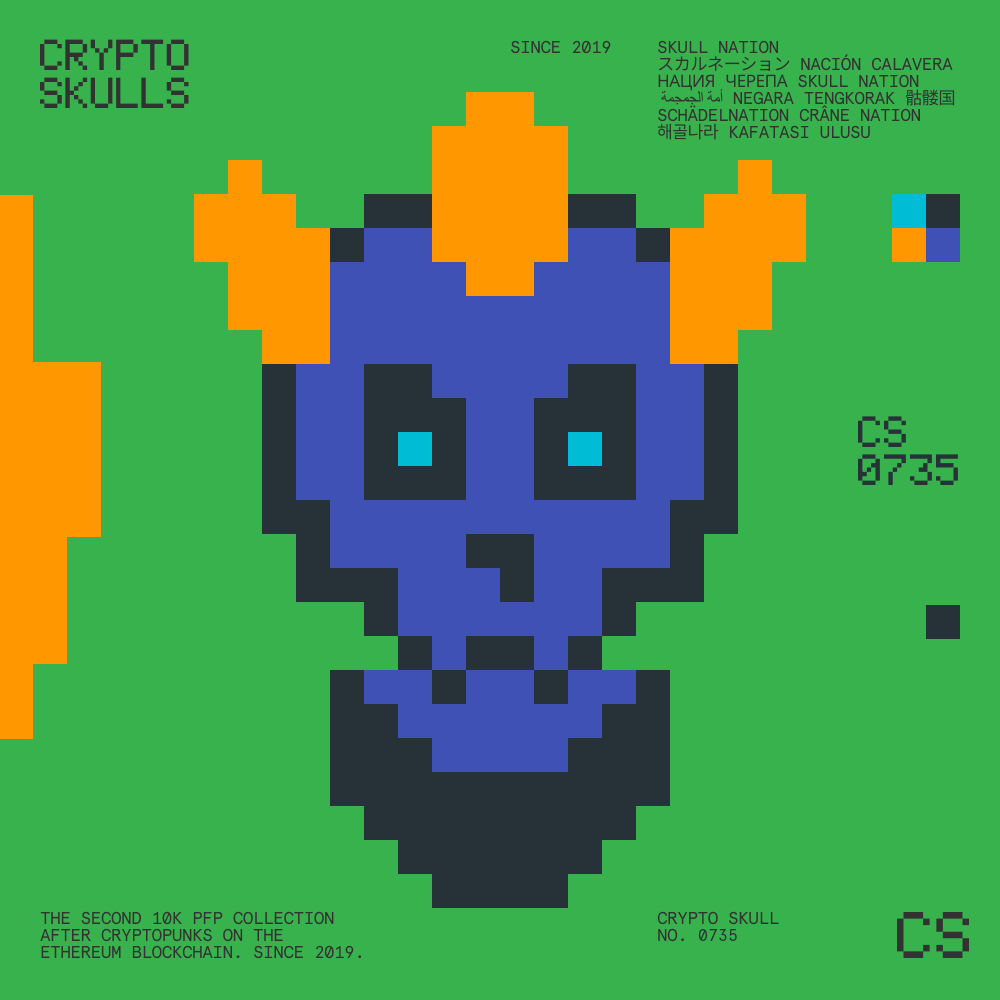 CRYPTO
SKULLS
SINCE 2019
SKULL NATION
スカルネーション NACIÓN CALAVERA
НАЦИЯ ЧЕРЕПА SKULL NATION
أمة الجمجمة NEGARA TENGKORAK 骷髅国
SCHÄDELNATION CRÂNE NATION
해골나라 KAFATASI ULUSU
CS
0735
THE SECOND 10K PFP COLLECTION
AFTER CRYPTOPUNKS ON THE
ETHEREUM BLOCKCHAIN. SINCE 2019.
CRYPTO SKULL
NO. 0735
CS